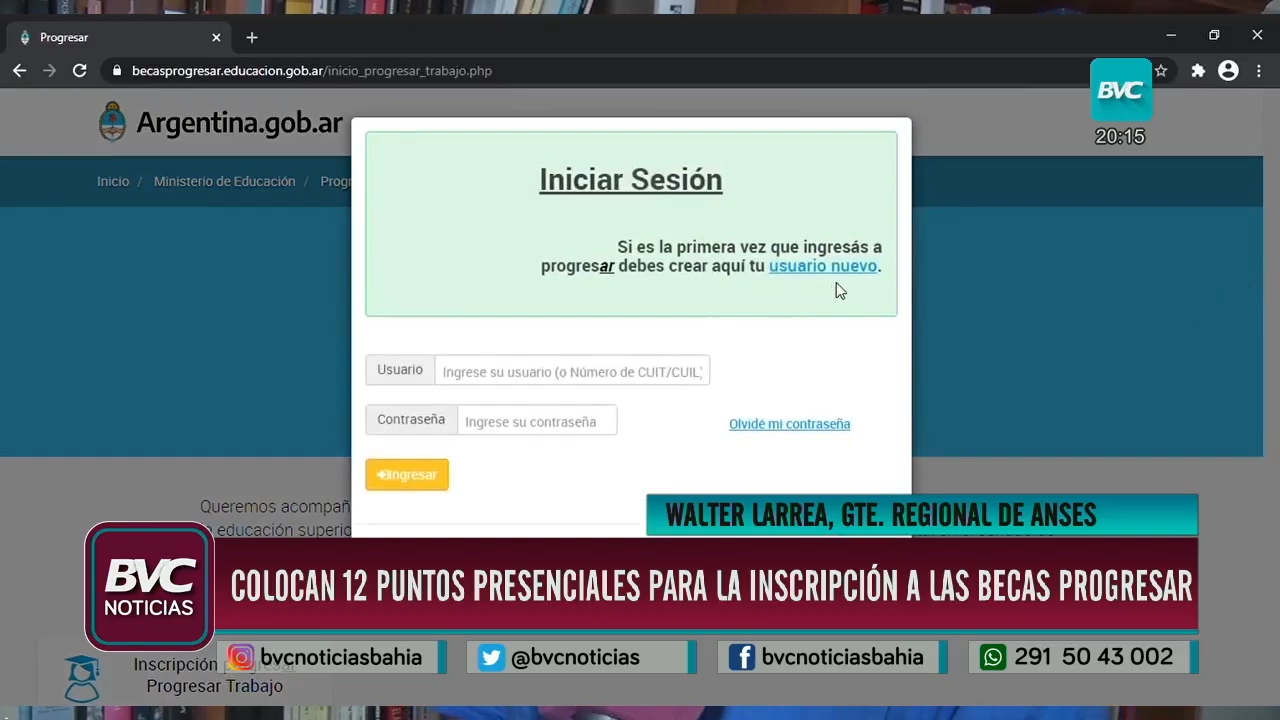 Progresar
becasprogresar.educacion.gob.ar/inicio_progresar_trabajo.php
BVC
20:15
Argentina.gob.ar
Inicio / Ministerio de Educación / Progr
Iniciar Sesión
Si es la primera vez que ingresás a
progresar debes crear aquí tu usuario nuevo.
Usuario
Ingrese su usuario (o Número de CUIT/CUIL)
Contraseña
Ingrese su contraseña
Olvidé mi contraseña
Ingresar
Queremos acompañ
educación superio
WALTER LARREA, GTE. REGIONAL DE ANSES
BVC
NOTICIAS
COLOCAN 12 PUNTOS PRESENCIALES PARA LA INSCRIPCIÓN A LAS BECAS PROGRESAR
Inscripción
Progresar Trabajo
bvcnoticiasbahia
@bvcnoticias
bvcnoticiasbahia
291 50 43 002